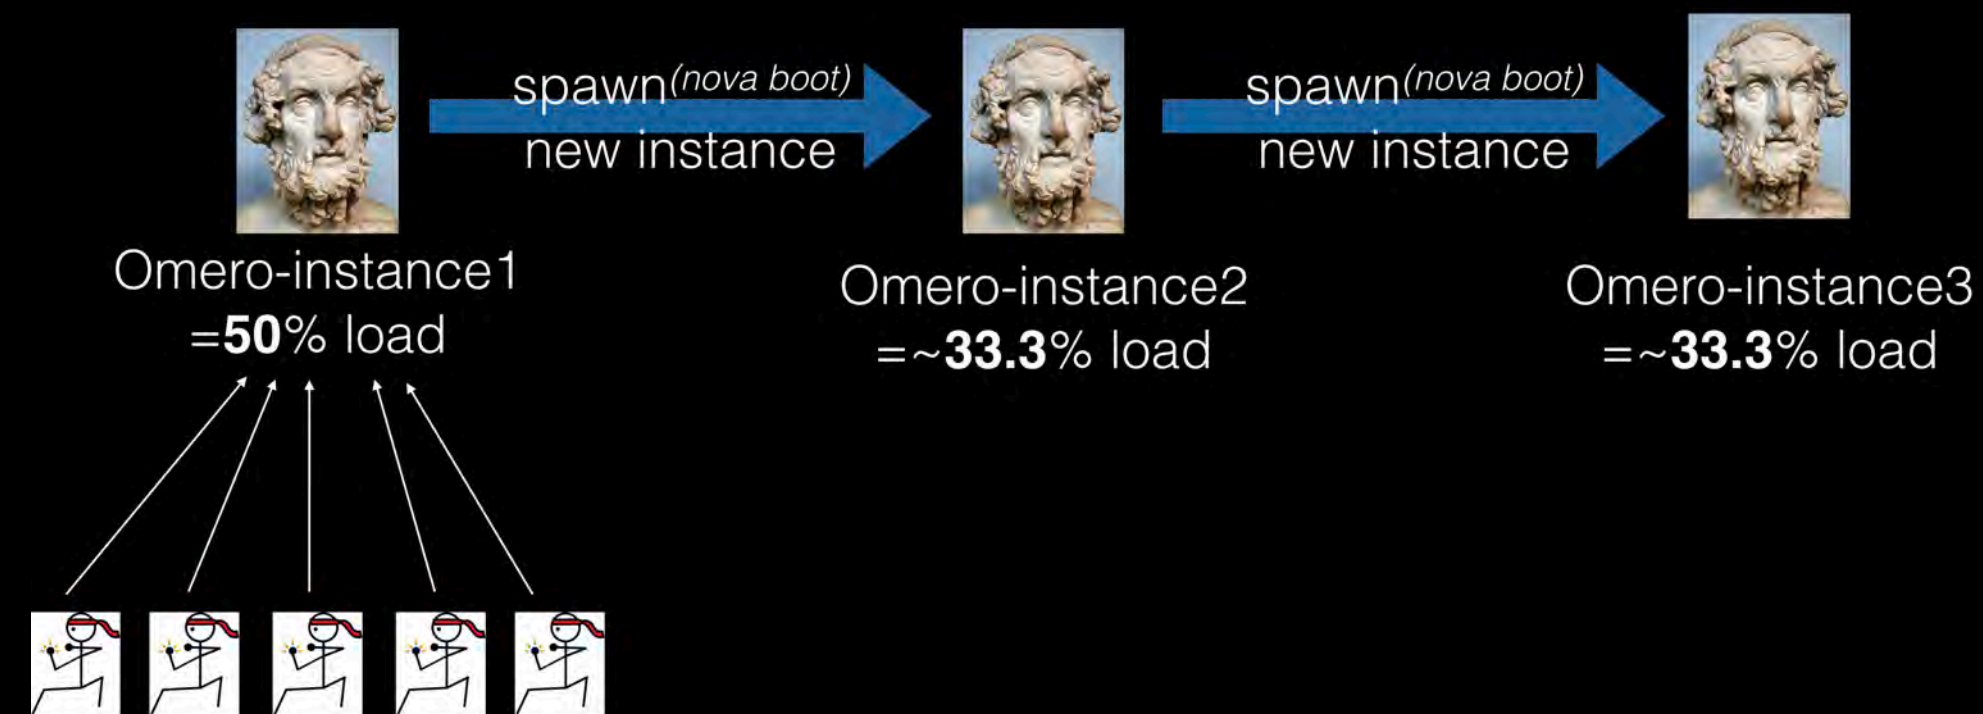 spawn(nova boot)
new instance
spawn(nova boot)
new instance
Omero-instance1
=50% load
Omero-instance2
=~33.3% load
Omero-instance3
=~33.3% load